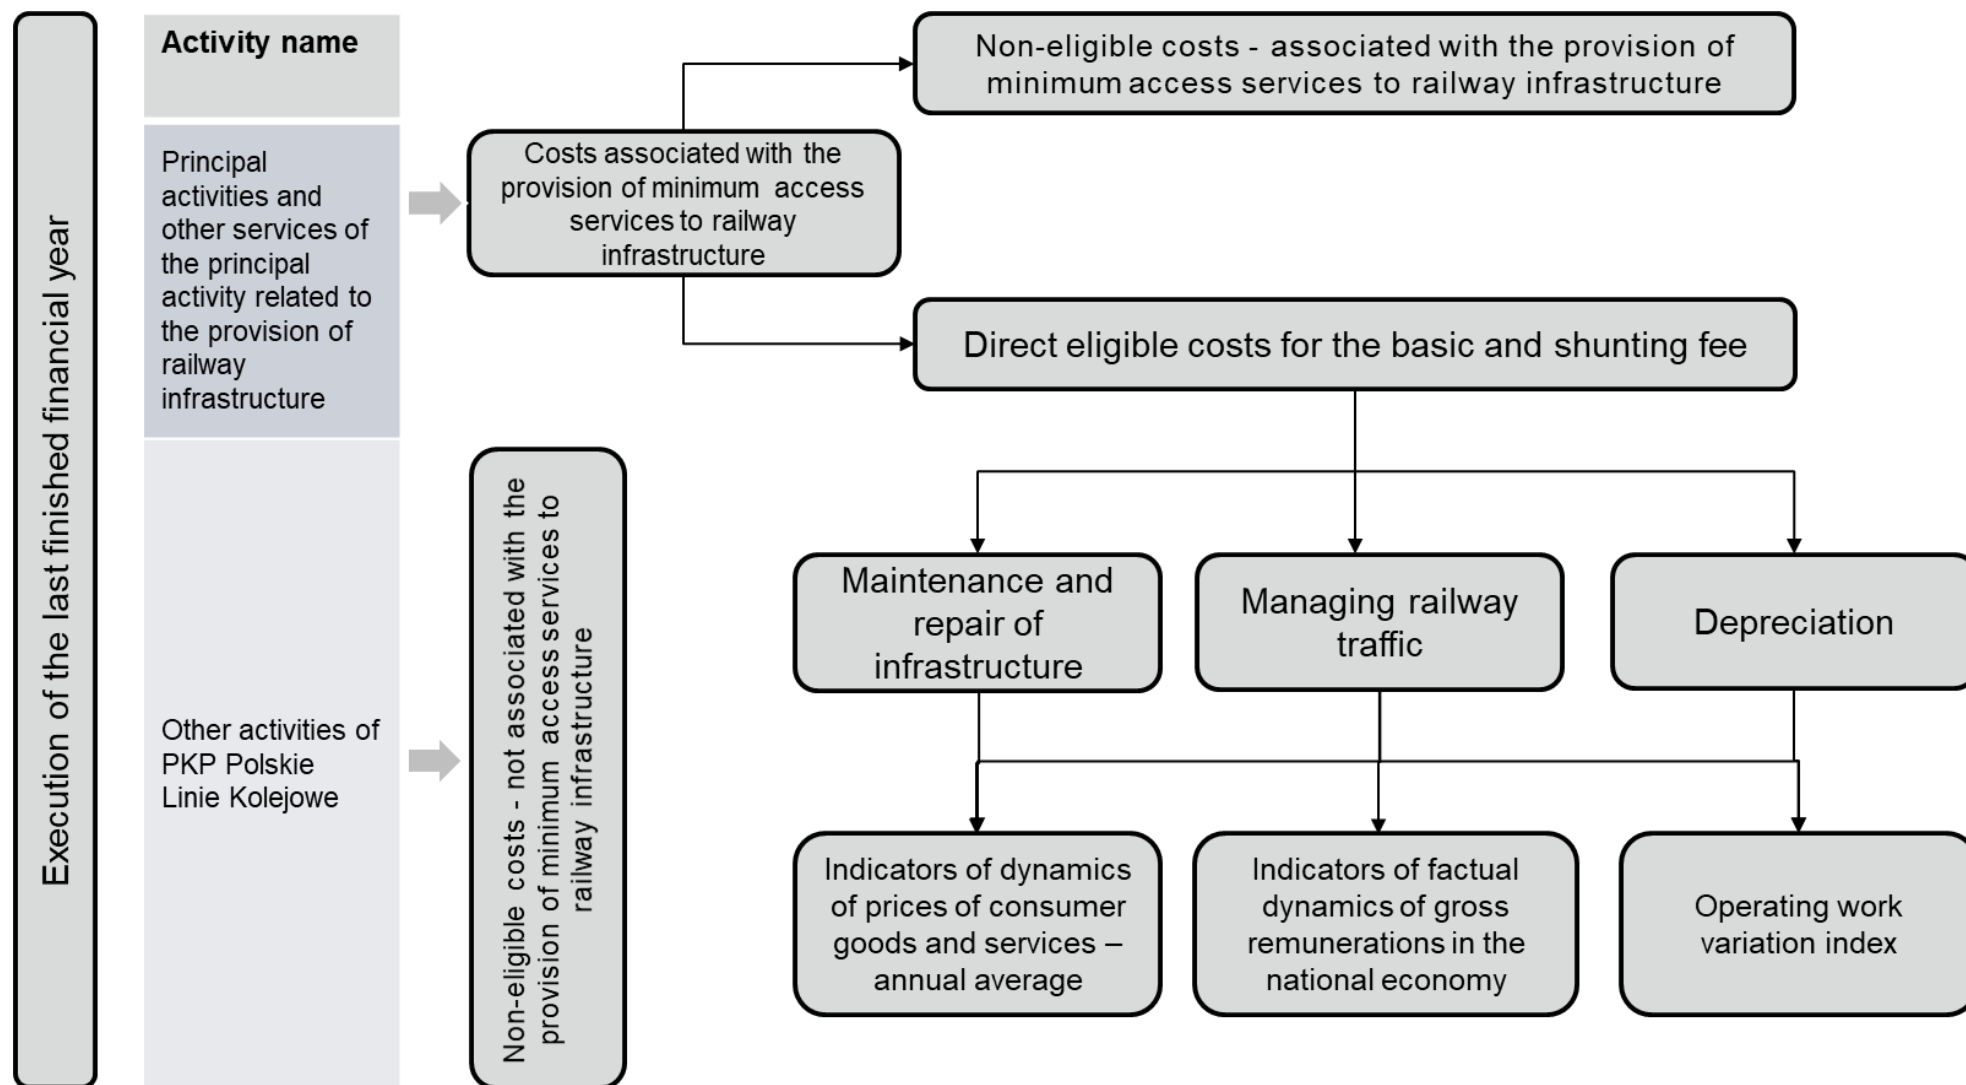 Execution of the last finished financial year
Activity name
Principal
activities and
other services of
the principal
activity related to
the provision of
railway
infrastructure
Other activities of
PKP Polskie
Linie Kolejowe
Costs associated with the
provision of minimum access
services to railway
infrastructure
Non-eligible costs - associated with the provision of
minimum access services to railway infrastructure
Direct eligible costs for the basic and shunting fee
Non-eligible costs - not associated with the
provision of minimum access services to
railway infrastructure
Maintenance and
repair of
infrastructure
Managing railway
traffic
Depreciation
Indicators of dynamics
of prices of consumer
goods and services –
annual average
Indicators of factual
dynamics of gross
remunerations in the
national economy
Operating work
variation index